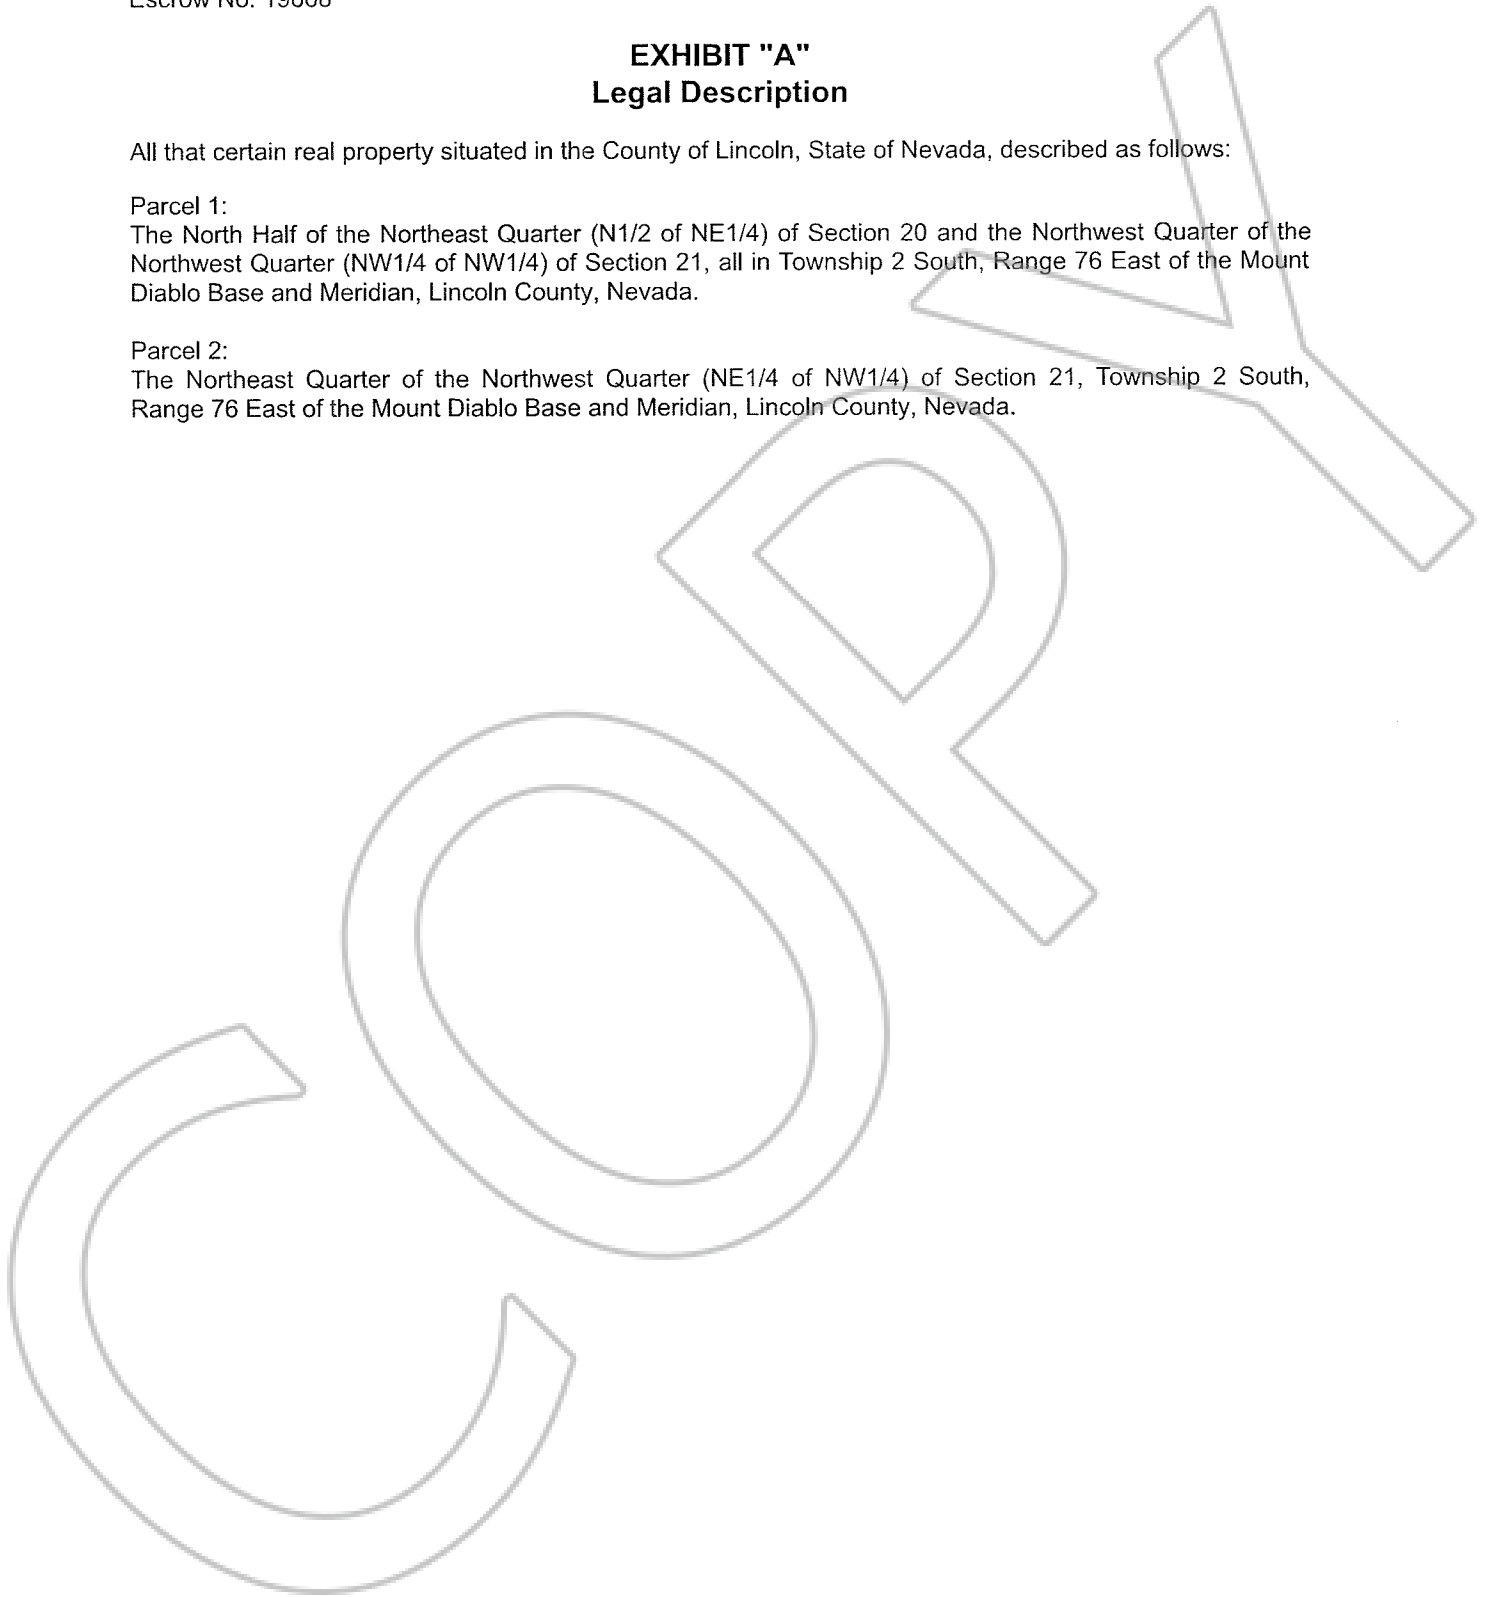 Escrow No.
EXHIBIT "A"
Legal Description
All that certain real property situated in the County of Lincoln, State of Nevada, described as follows:
Parcel 1:
The North Half of the Northeast Quarter (N1/2 of NE1/4) of Section 20 and the Northwest Quarter of the
Northwest Quarter (NW1/4 of NW1/4) of Section 21, all in Township 2 South, Range 76 East of the Mount
Diablo Base and Meridian, Lincoln County, Nevada.
Parcel 2:
The Northeast Quarter of the Northwest Quarter (NE1/4 of NW1/4) of Section 21, Township 2 South,
Range 76 East of the Mount Diablo Base and Meridian, Lincoln County, Nevada.
COPY